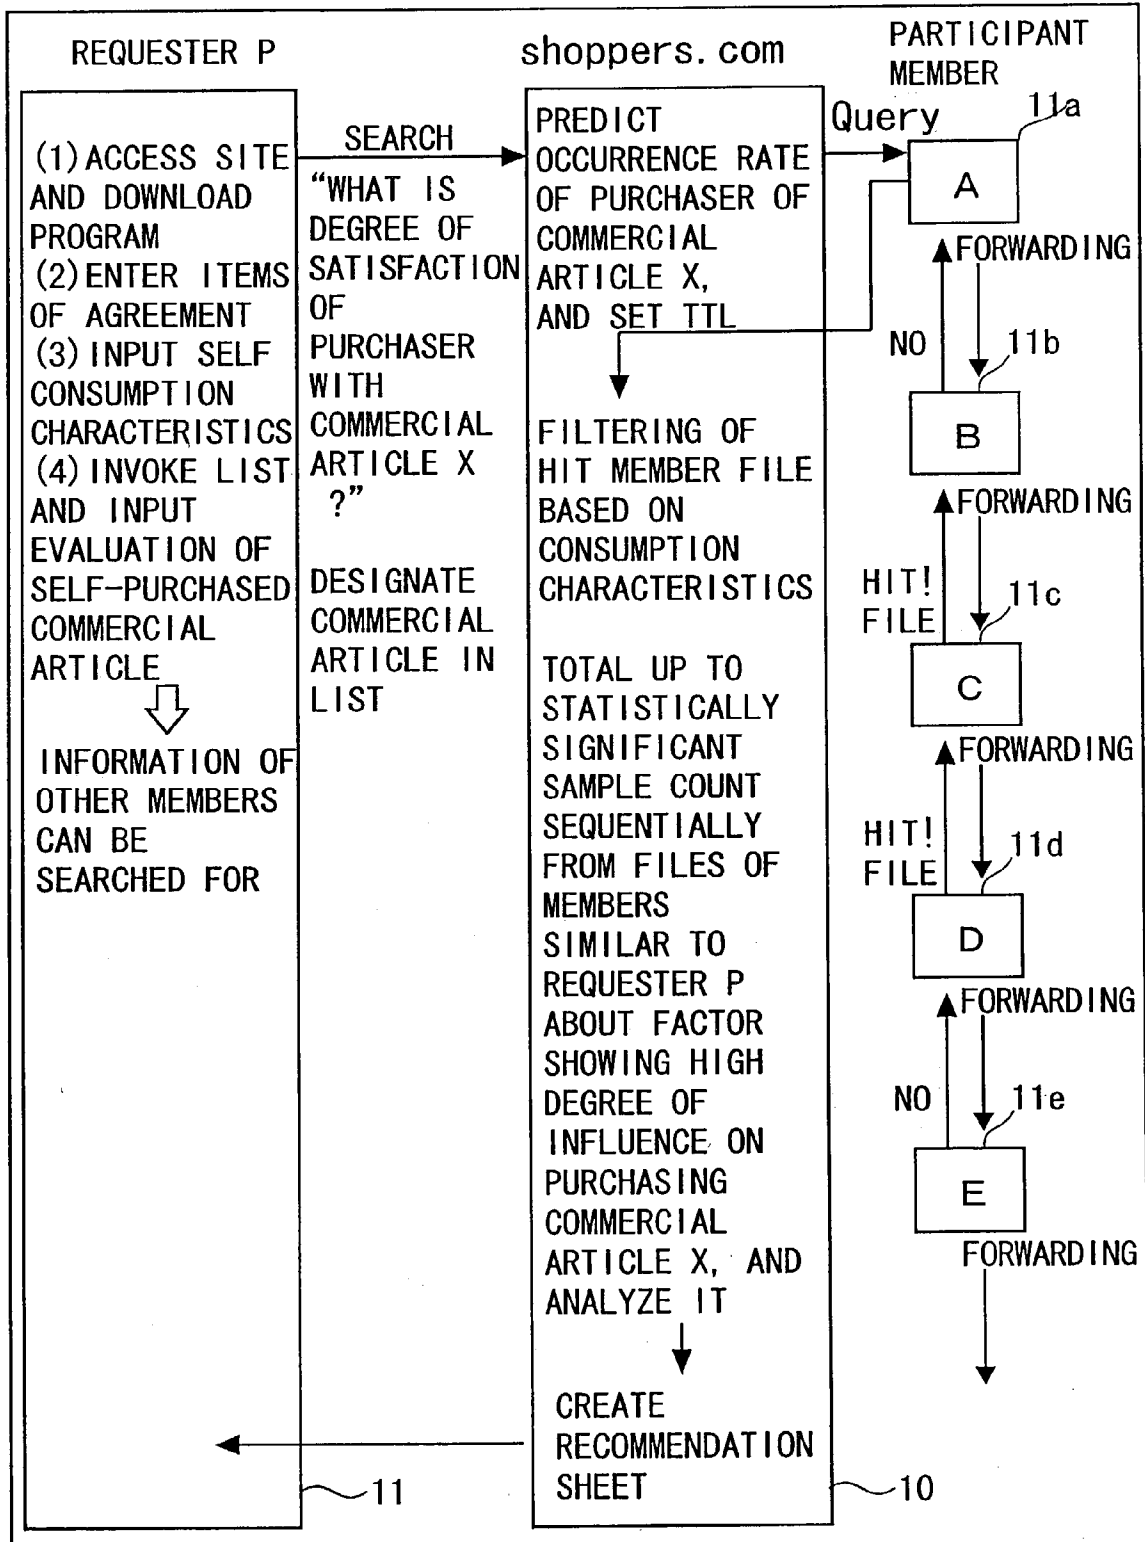 REQUESTER P
(1) ACCESS SITE
AND DOWNLOAD
PROGRAM
(2) ENTER ITEMS
OF AGREEMENT
(3) INPUT SELF
CONSUMPTION
CHARACTERISTICS
(4) INVOKE LIST
AND INPUT
EVALUATION OF
SELF-PURCHASED
COMMERCIAL
ARTICLE
INFORMATION OF
OTHER MEMBERS
CAN BE
SEARCHED FOR
11
SEARCH
“WHAT IS
DEGREE OF
SATISFACTION
OF
PURCHASER
WITH
COMMERCIAL
ARTICLE X
?”
DESIGNATE
COMMERCIAL
ARTICLE IN
LIST
shoppers.com
PREDICT
OCCURRENCE RATE
OF PURCHASER OF
COMMERCIAL
ARTICLE X,
AND SET TTL
FILTERING OF
HIT MEMBER FILE
BASED ON
CONSUMPTION
CHARACTERISTICS
TOTAL UP TO
STATISTICALLY
SIGNIFICANT
SAMPLE COUNT
SEQUENTIALLY
FROM FILES OF
MEMBERS
SIMILAR TO
REQUESTER P
ABOUT FACTOR
SHOWING HIGH
DEGREE OF
INFLUENCE ON
PURCHASING
COMMERCIAL
ARTICLE X, AND
ANALYZE IT
CREATE
RECOMMENDATION
SHEET
10
PARTICIPANT
MEMBER
Query
11a
A
FORWARDING
NO
11b
B
FORWARDING
HIT!
FILE
11c
C
FORWARDING
HIT!
FILE
11d
D
FORWARDING
NO
11e
E
FORWARDING